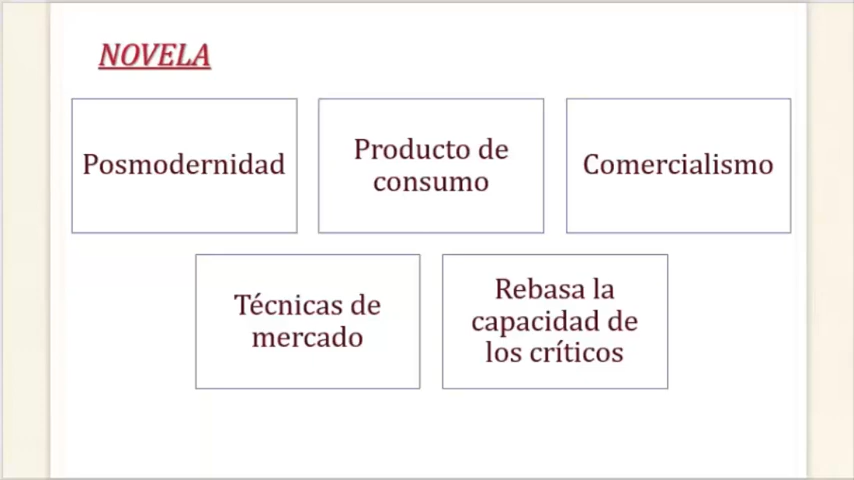 NOVELA
Posmodernidad
Producto de
consumo
Comercialismo
Técnicas de
mercado
Rebasa la
capacidad de
los críticos